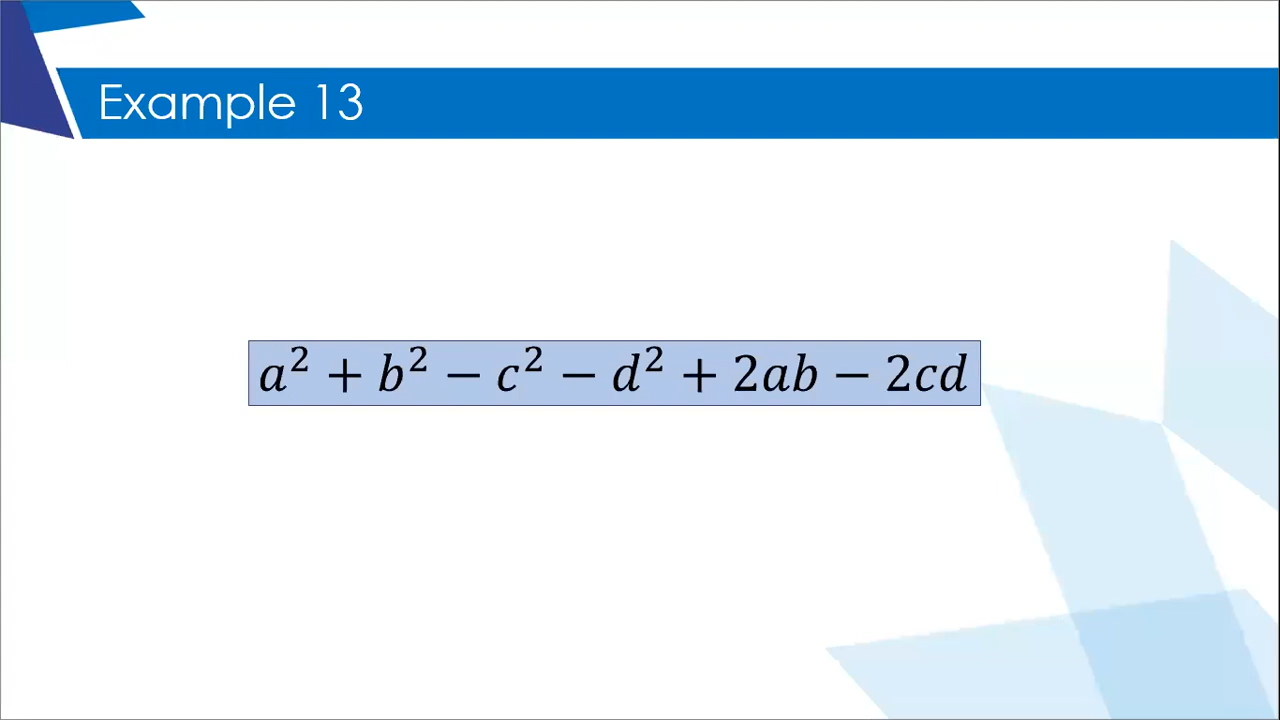 Example 13
a² + b² − c² − d² + 2ab − 2cd